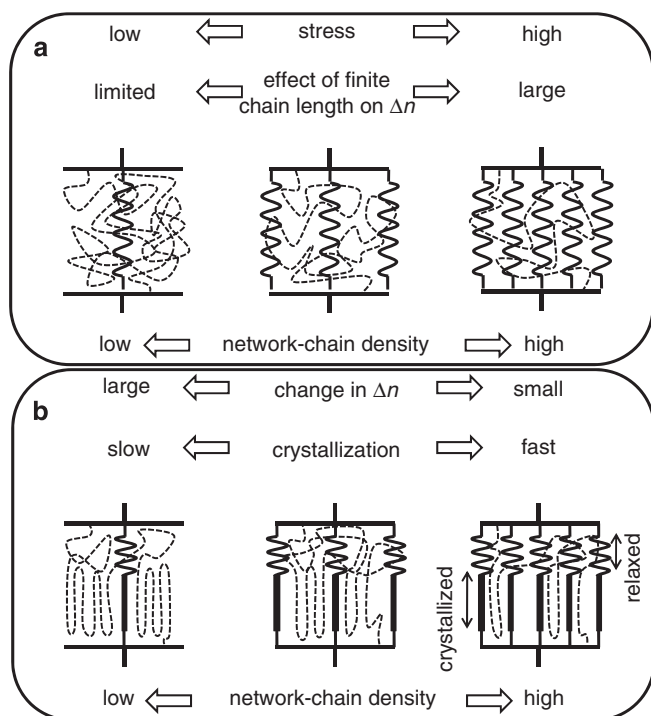 low stress high
a
limited effect of finite chain length on Δn large
low network-chain density high
large change in Δn small
b
slow crystallization fast
crystallized
relaxed
low network-chain density high